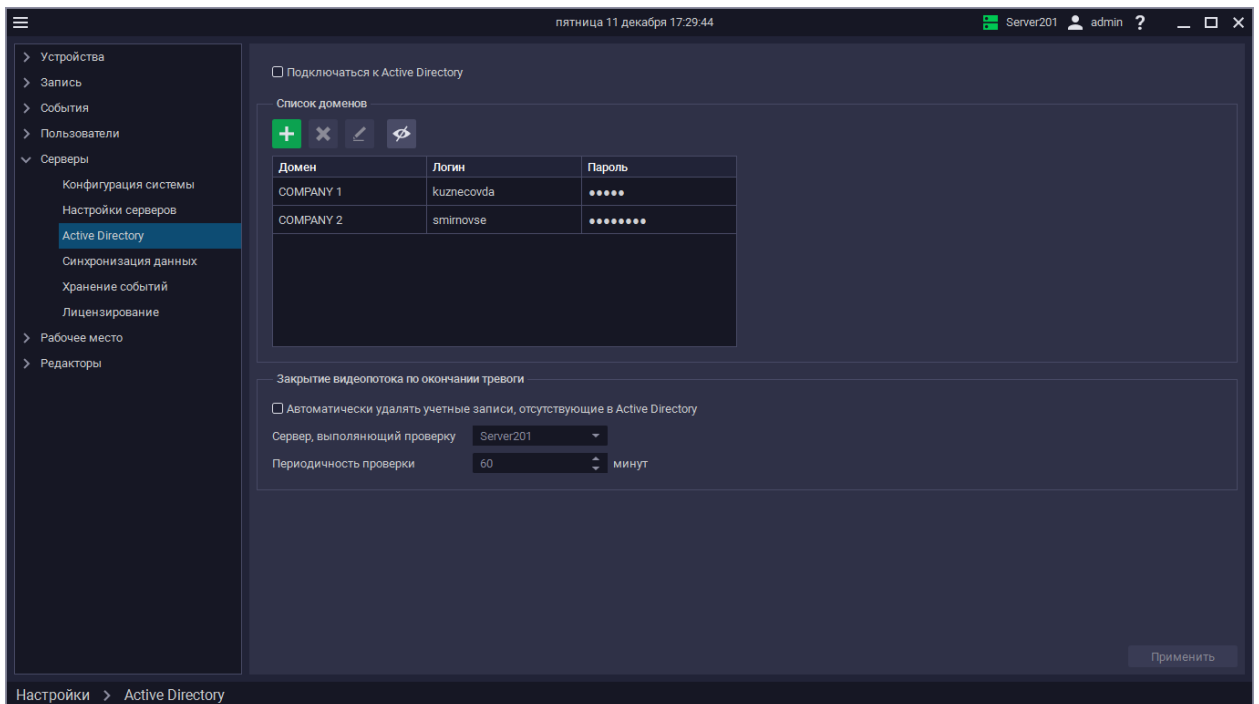 пятница 11 декабря 17:29:44
Server201 admin ?
Устройства
Запись
События
Пользователи
Серверы
Конфигурация системы
Настройки серверов
Active Directory
Синхронизация данных
Хранение событий
Лицензирование
Рабочее место
Редакторы
Подключаться к Active Directory
Список доменов
Домен Логин Пароль
COMPANY 1 kuznecovda •••••
COMPANY 2 smirnovse ••••••••
Закрытие видеопотока по окончании тревоги
Автоматически удалять учетные записи, отсутствующие в Active Directory
Сервер, выполянющий проверку Server201
Периодичность проверки 60 минут
Применить
Настройки > Active Directory